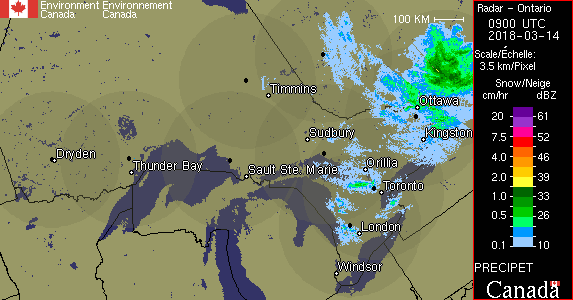 Environment Environnement
Canada Canada
100 KM
Timmins
Ottawa
Sudbury
Kingston
Dryden
Thunder Bay
Sault Ste. Marie
Orillia
Toronto
London
Windsor
Radar - Ontario
0900 UTC
2018-03-14
Scale/Échelle:
3.5 km/Pixel
Snow/Neige
cm/hr dBZ
20 61
7.5 52
4.0 46
2.0 39
1.0 33
0.5 26
0.1 10
PRECIPET
Canada